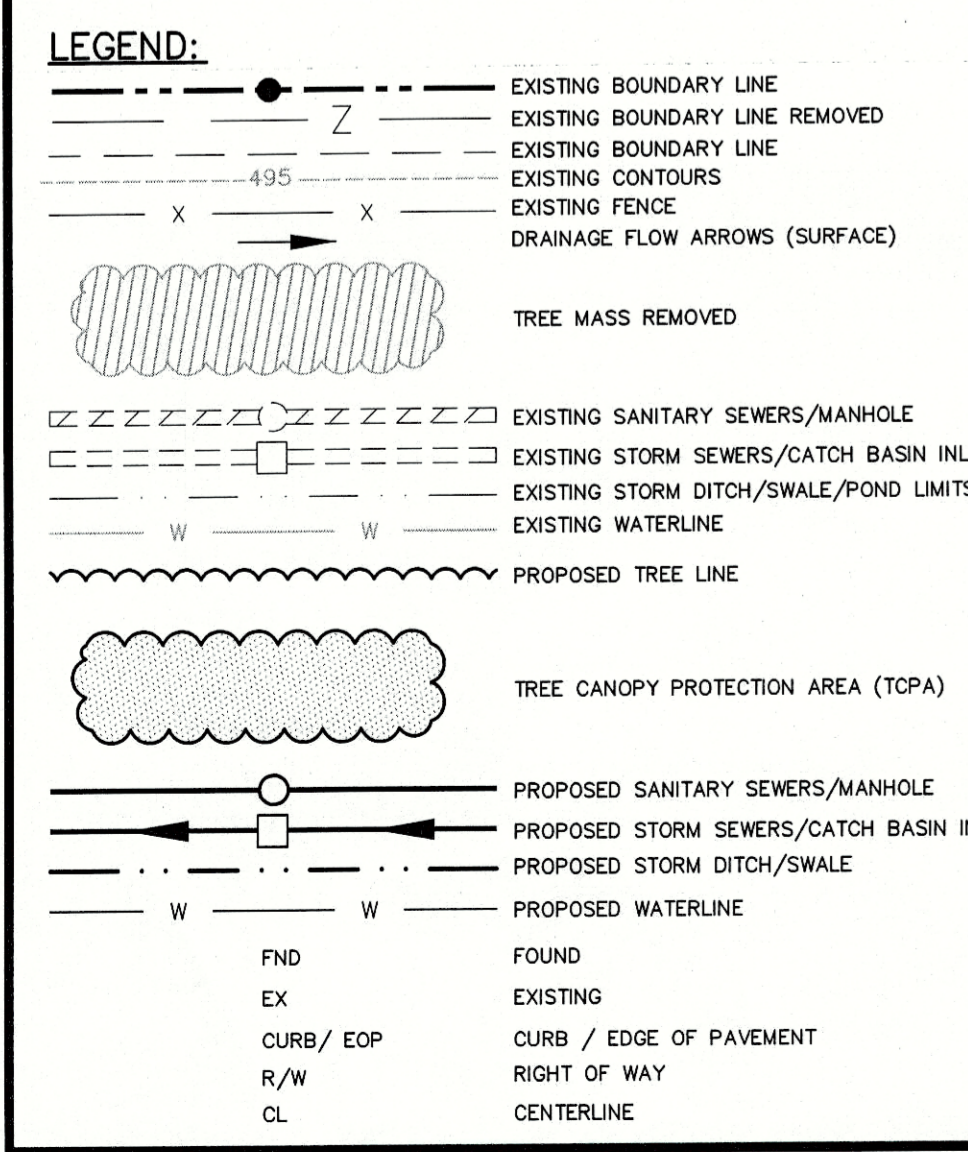 LEGEND:
EXISTING BOUNDARY LINE
Z EXISTING BOUNDARY LINE REMOVED
EXISTING BOUNDARY LINE
495 EXISTING CONTOURS
X X EXISTING FENCE
DRAINAGE FLOW ARROWS (SURFACE)
TREE MASS REMOVED
EXISTING SANITARY SEWERS/MANHOLE
EXISTING STORM SEWERS/CATCH BASIN INL
EXISTING STORM DITCH/SWALE/POND LIMITS
W W EXISTING WATERLINE
PROPOSED TREE LINE
TREE CANOPY PROTECTION AREA (TCPA)
PROPOSED SANITARY SEWERS/MANHOLE
PROPOSED STORM SEWERS/CATCH BASIN IN
PROPOSED STORM DITCH/SWALE
W W PROPOSED WATERLINE
FND FOUND
EX EXISTING
CURB/ EOP CURB / EDGE OF PAVEMENT
R/W RIGHT OF WAY
CL CENTERLINE